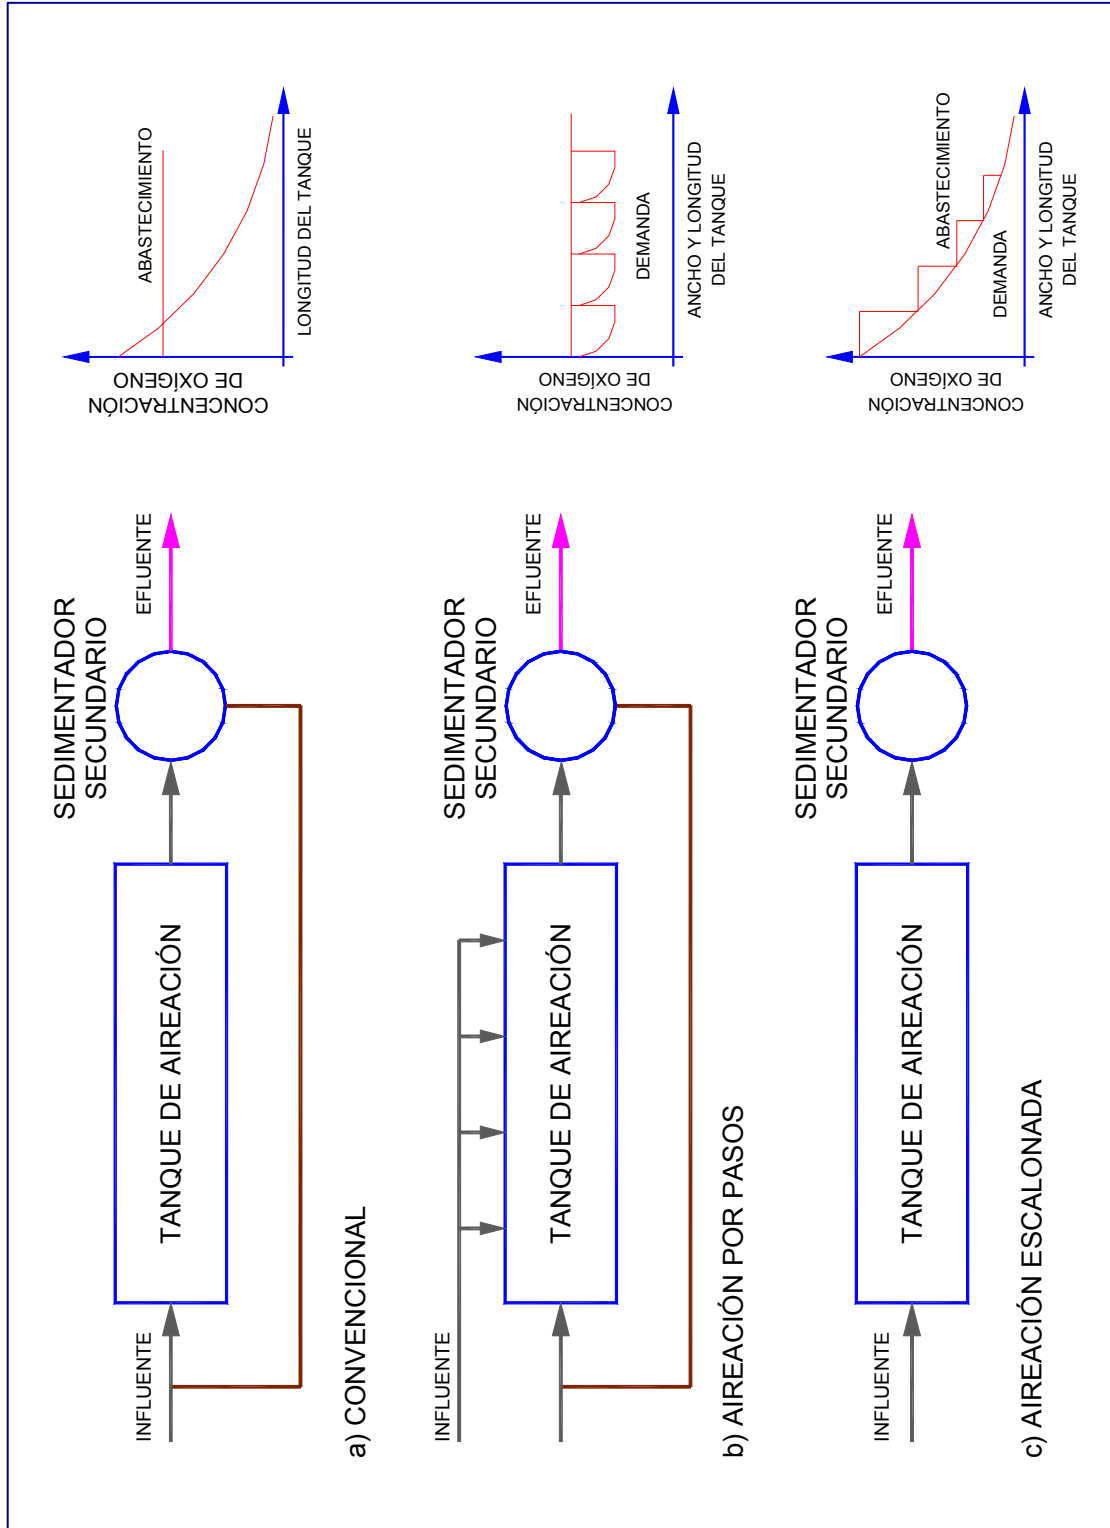 SEDIMENTADOR
SECUNDARIO
INFLUENTE
TANQUE DE AIREACIÓN
EFLUENTE
a) CONVENCIONAL
CONCENTRACIÓN
DE OXÍGENO
ABASTECIMIENTO
LONGITUD DEL TANQUE
SEDIMENTADOR
SECUNDARIO
INFLUENTE
TANQUE DE AIREACIÓN
EFLUENTE
b) AIREACIÓN POR PASOS
CONCENTRACIÓN
DE OXÍGENO
DEMANDA
ANCHO Y LONGITUD
DEL TANQUE
SEDIMENTADOR
SECUNDARIO
INFLUENTE
TANQUE DE AIREACIÓN
EFLUENTE
c) AIREACIÓN ESCALONADA
CONCENTRACIÓN
DE OXÍGENO
ABASTECIMIENTO
DEMANDA
ANCHO Y LONGITUD
DEL TANQUE